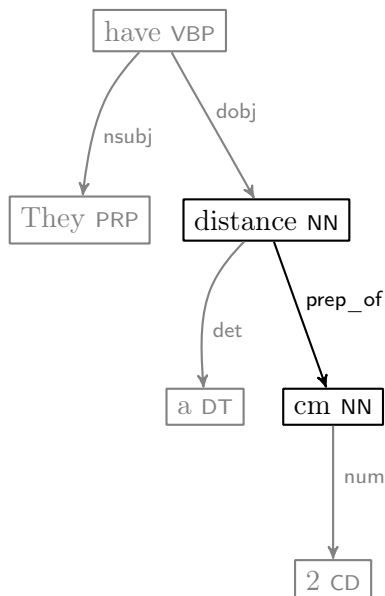 have VBP
nsubj
dobj
They PRP
distance NN
det
prep_of
a DT
cm NN
num
2 CD